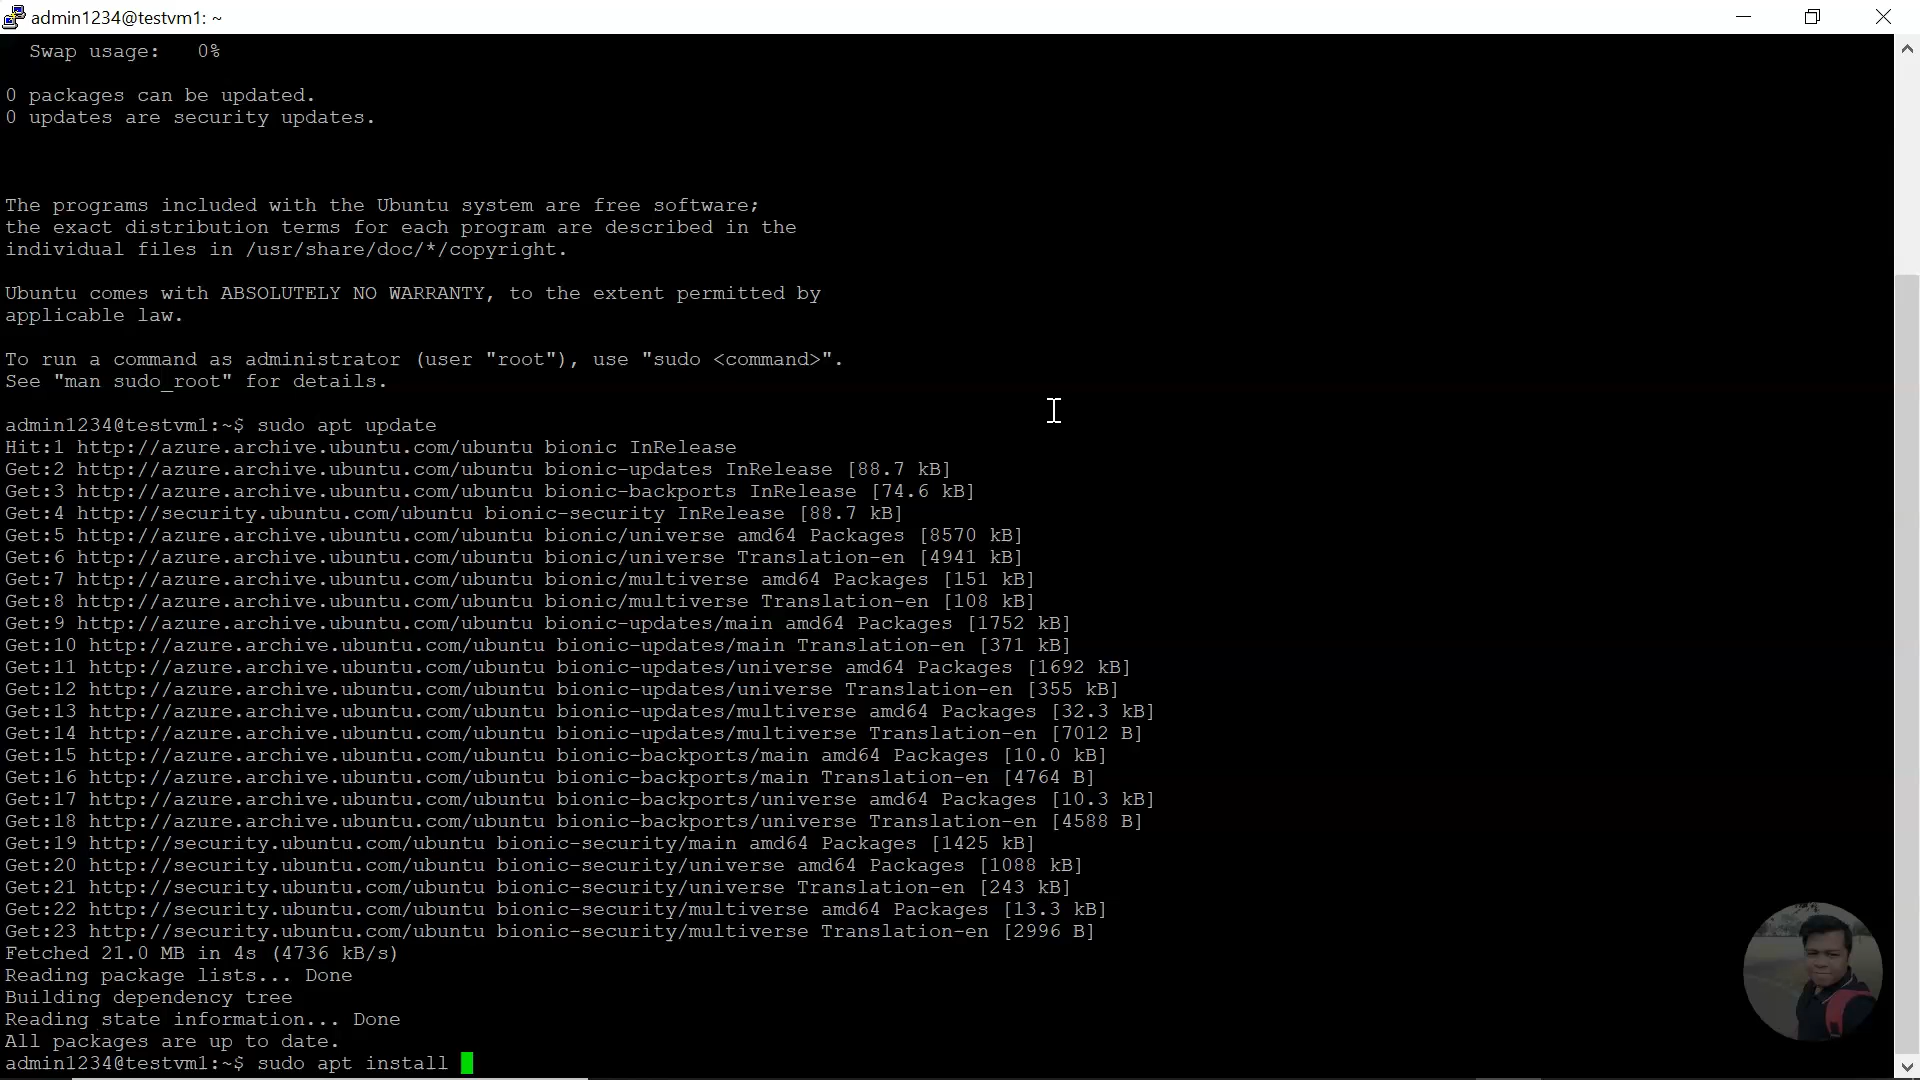 admin1234@testvm1: ~
Swap usage: 0%
0 packages can be updated.
0 updates are security updates.
The programs included with the Ubuntu system are free software;
the exact distribution terms for each program are described in the
individual files in /usr/share/doc/*/copyright.
Ubuntu comes with ABSOLUTELY NO WARRANTY, to the extent permitted by
applicable law.
To run a command as administrator (user "root"), use "sudo <command>".
See "man sudo_root" for details.
admin1234@testvm1:~$ sudo apt update
Hit:1 http://azure.archive.ubuntu.com/ubuntu bionic InRelease
Get:2 http://azure.archive.ubuntu.com/ubuntu bionic-updates InRelease [88.7 kB]
Get:3 http://azure.archive.ubuntu.com/ubuntu bionic-backports InRelease [74.6 kB]
Get:4 http://security.ubuntu.com/ubuntu bionic-security InRelease [88.7 kB]
Get:5 http://azure.archive.ubuntu.com/ubuntu bionic/universe amd64 Packages [8570 kB]
Get:6 http://azure.archive.ubuntu.com/ubuntu bionic/universe Translation-en [4941 kB]
Get:7 http://azure.archive.ubuntu.com/ubuntu bionic/multiverse amd64 Packages [151 kB]
Get:8 http://azure.archive.ubuntu.com/ubuntu bionic/multiverse Translation-en [108 kB]
Get:9 http://azure.archive.ubuntu.com/ubuntu bionic-updates/main amd64 Packages [1752 kB]
Get:10 http://azure.archive.ubuntu.com/ubuntu bionic-updates/main Translation-en [371 kB]
Get:11 http://azure.archive.ubuntu.com/ubuntu bionic-updates/universe amd64 Packages [1692 kB]
Get:12 http://azure.archive.ubuntu.com/ubuntu bionic-updates/universe Translation-en [355 kB]
Get:13 http://azure.archive.ubuntu.com/ubuntu bionic-updates/multiverse amd64 Packages [32.3 kB]
Get:14 http://azure.archive.ubuntu.com/ubuntu bionic-updates/multiverse Translation-en [7012 B]
Get:15 http://azure.archive.ubuntu.com/ubuntu bionic-backports/main amd64 Packages [10.0 kB]
Get:16 http://azure.archive.ubuntu.com/ubuntu bionic-backports/main Translation-en [4764 B]
Get:17 http://azure.archive.ubuntu.com/ubuntu bionic-backports/universe amd64 Packages [10.3 kB]
Get:18 http://azure.archive.ubuntu.com/ubuntu bionic-backports/universe Translation-en [4588 B]
Get:19 http://security.ubuntu.com/ubuntu bionic-security/main amd64 Packages [1425 kB]
Get:20 http://security.ubuntu.com/ubuntu bionic-security/universe amd64 Packages [1088 kB]
Get:21 http://security.ubuntu.com/ubuntu bionic-security/universe Translation-en [243 kB]
Get:22 http://security.ubuntu.com/ubuntu bionic-security/multiverse amd64 Packages [13.3 kB]
Get:23 http://security.ubuntu.com/ubuntu bionic-security/multiverse Translation-en [2996 B]
Fetched 21.0 MB in 4s (4736 kB/s)
Reading package lists... Done
Building dependency tree
Reading state information... Done
All packages are up to date.
admin1234@testvm1:~$ sudo apt install